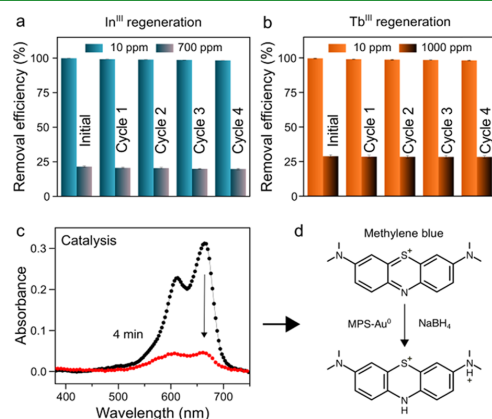 a
In^III regeneration
10 ppm
700 ppm
Removal efficiency (%)
100
75
50
25
0
Initial
Cycle 1
Cycle 2
Cycle 3
Cycle 4
b
Tb^III regeneration
10 ppm
1000 ppm
Removal efficiency (%)
100
75
50
25
0
Initial
Cycle 1
Cycle 2
Cycle 3
Cycle 4
c
Catalysis
4 min
Absorbance
0.3
0.2
0.1
0.0
400
500
600
700
Wavelength (nm)
d
Methylene blue
N
S+
N
N
MPS-Au⁰
NaBH₄
N
S+
N
H
+
N
H